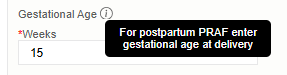 Gestational Age ⓘ
*Weeks
For postpartum PRAF enter
gestational age at delivery
15